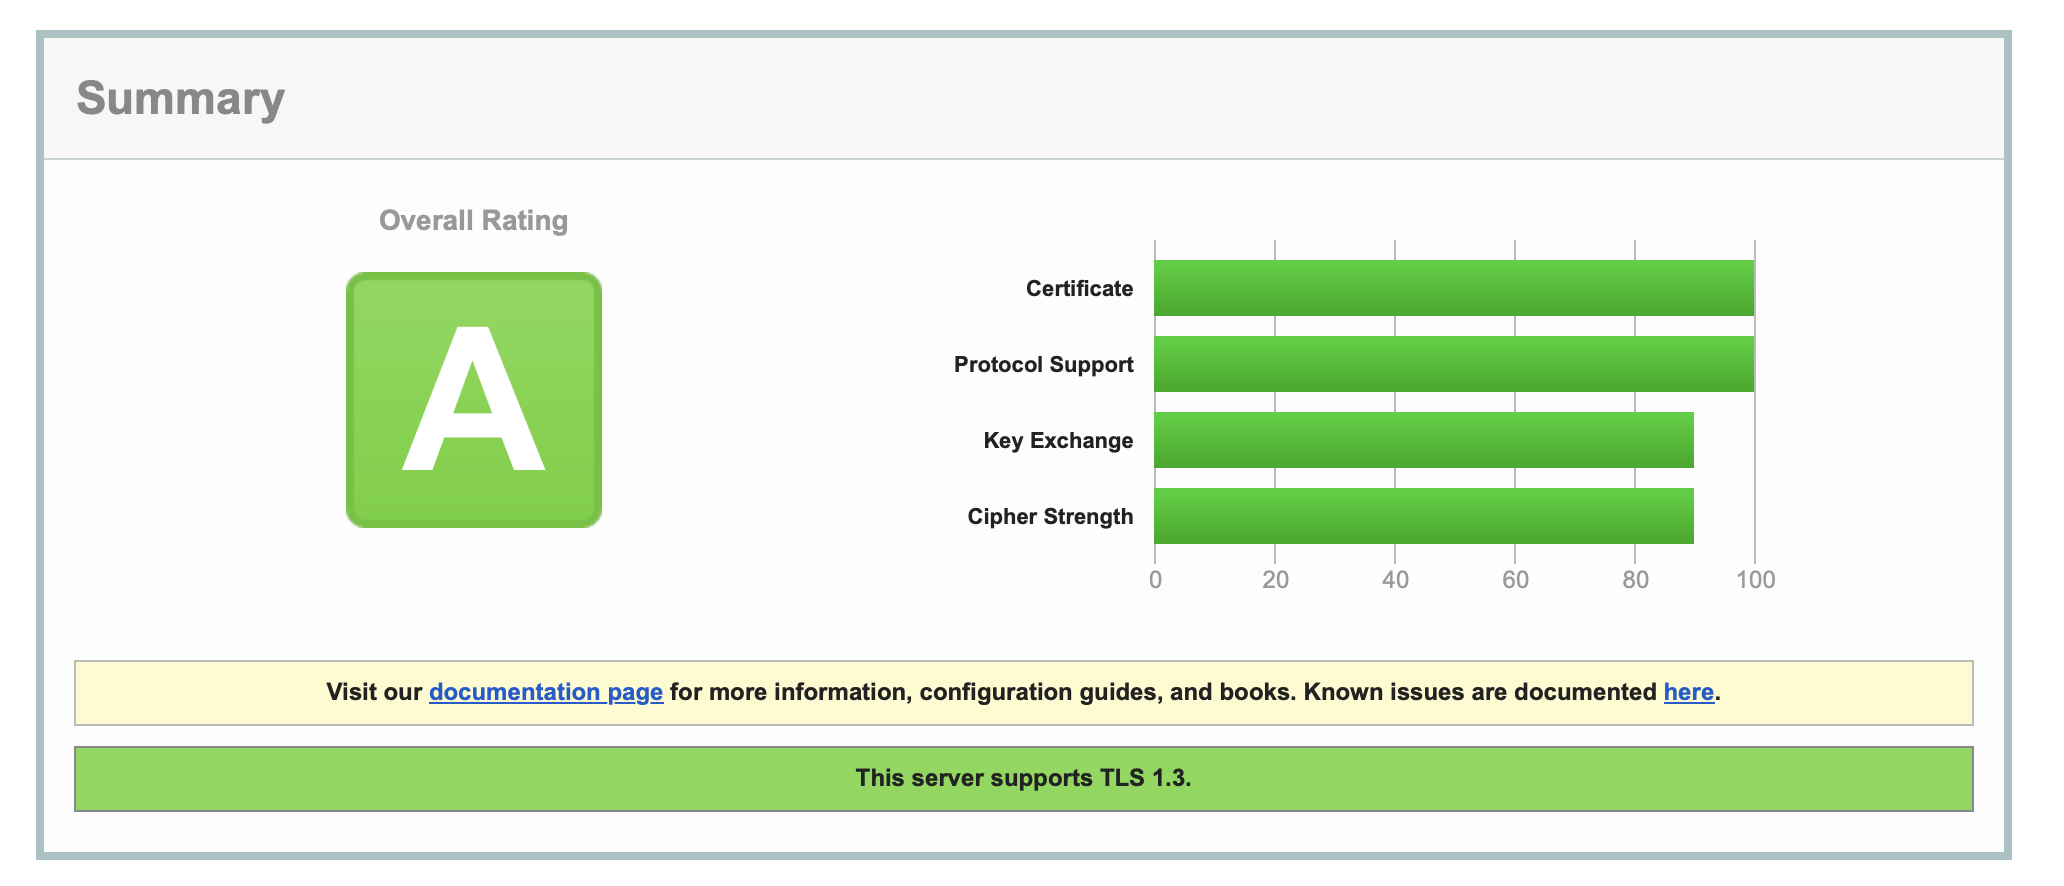 Summary
Overall Rating
A
Certificate
Protocol Support
Key Exchange
Cipher Strength
0 20 40 60 80 100
Visit our documentation page for more information, configuration guides, and books. Known issues are documented here.
This server supports TLS 1.3.